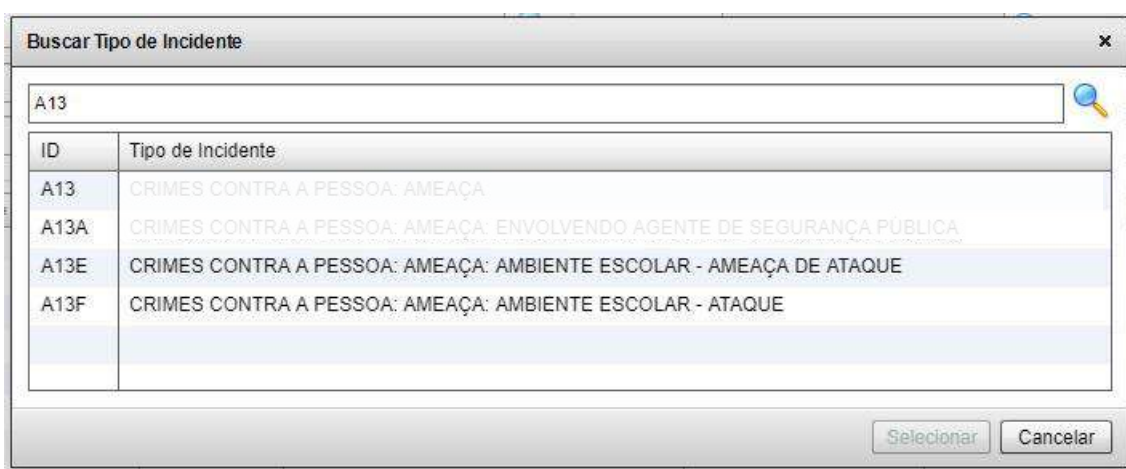 Buscar Tipo de Incidente x
A13
ID Tipo de Incidente
A13 CRIMES CONTRA A PESSOA: AMEAÇA
A13A CRIMES CONTRA A PESSOA: AMEAÇA: ENVOLVENDO AGENTE DE SEGURANÇA PÚBLICA
A13E CRIMES CONTRA A PESSOA: AMEAÇA: AMBIENTE ESCOLAR - AMEAÇA DE ATAQUE
A13F CRIMES CONTRA A PESSOA: AMEAÇA: AMBIENTE ESCOLAR - ATAQUE
Selecionar Cancelar